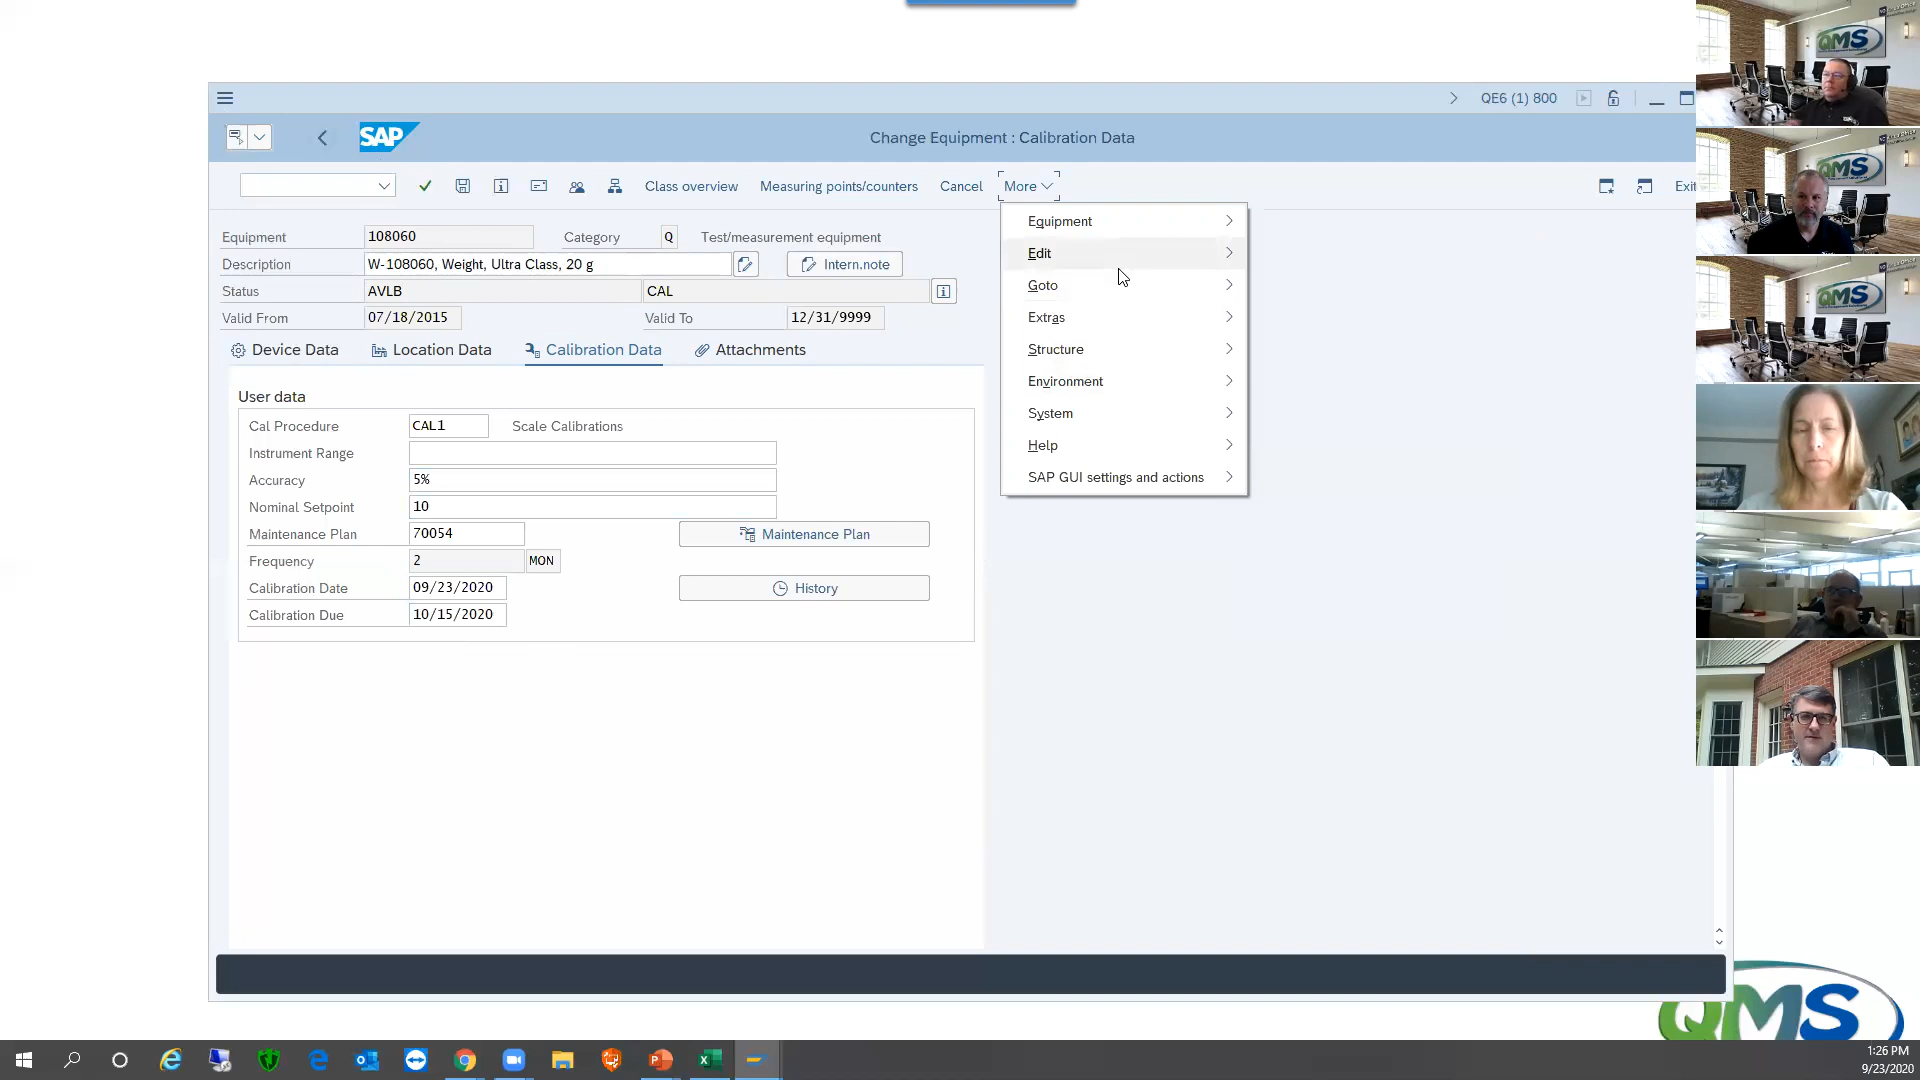 QE6 (1) 800
SAP
Change Equipment : Calibration Data
Class overview
Measuring points/counters
Cancel
More
Exit
Equipment 108060 Category Q Test/measurement equipment
Description W-108060, Weight, Ultra Class, 20 g Intern.note
Status AVLB CAL
Valid From 07/18/2015 Valid To 12/31/9999
Device Data Location Data Calibration Data Attachments
User data
Cal Procedure CAL1 Scale Calibrations
Instrument Range
Accuracy 5%
Nominal Setpoint 10
Maintenance Plan 70054 Maintenance Plan
Frequency 2 MON
Calibration Date 09/23/2020 History
Calibration Due 10/15/2020
Equipment
Edit
Goto
Extras
Structure
Environment
System
Help
SAP GUI settings and actions
QMS
QMS
QMS
QMS
1:26 PM
9/23/2020